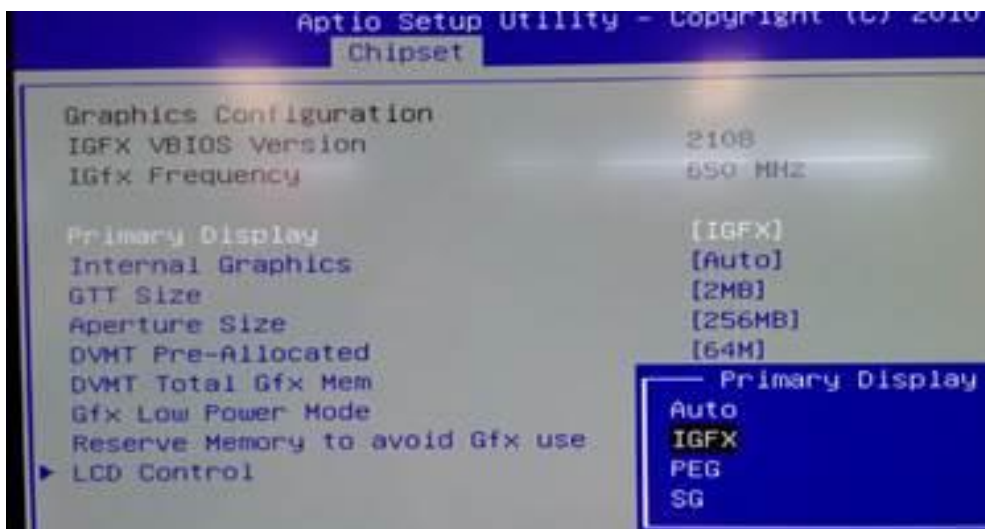 Aptio Setup Utility - Copyright (C) 2010
Chipset
Graphics Configuration
IGFX VBIOS Version 2108
IGfx Frequency 650 MHz
Primary Display [IGFX]
Internal Graphics [Auto]
GTT Size [2MB]
Aperture Size [256MB]
DVMT Pre-Allocated [64M]
DVMT Total Gfx Mem
Gfx Low Power Mode
Reserve Memory to avoid Gfx use
LCD Control
Primary Display
Auto
IGFX
PEG
SG